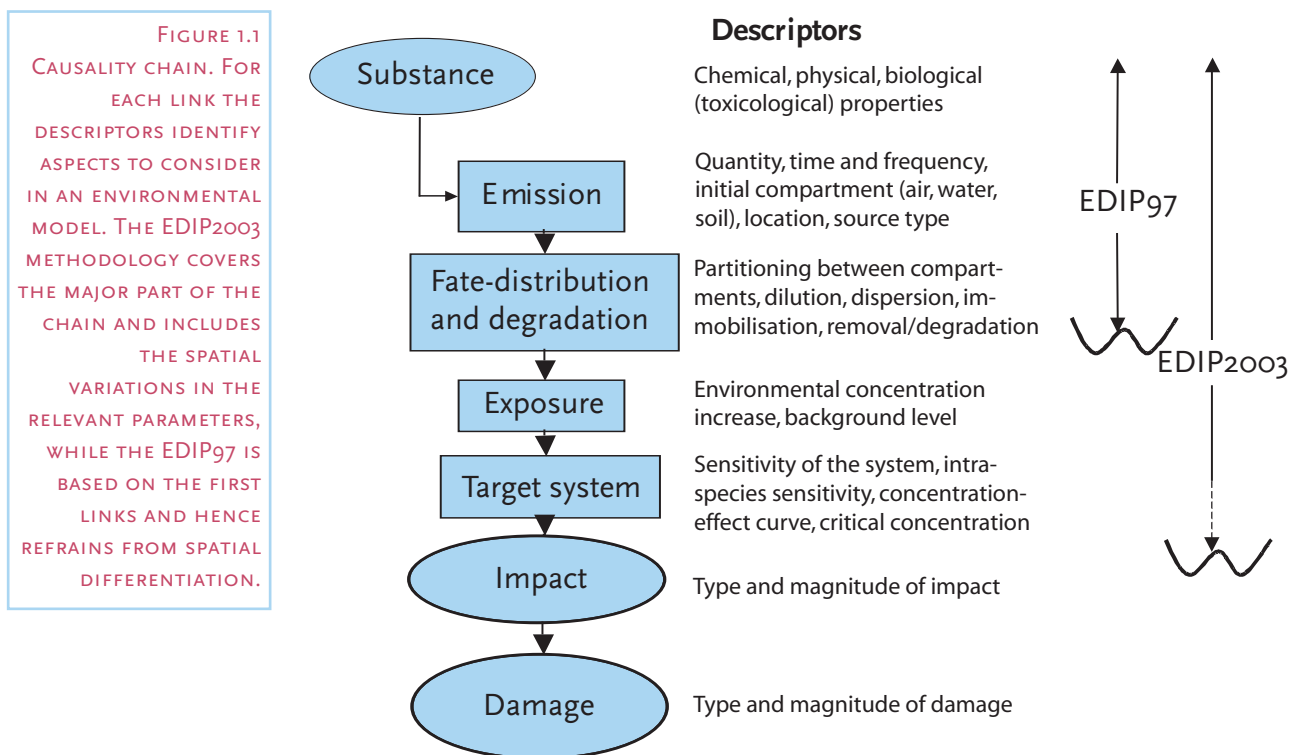 FIGURE 1.1
CAUSALITY CHAIN. FOR
EACH LINK THE
DESCRIPTORS IDENTIFY
ASPECTS TO CONSIDER
IN AN ENVIRONMENTAL
MODEL. THE EDIP2003
METHODOLOGY COVERS
THE MAJOR PART OF THE
CHAIN AND INCLUDES
THE SPATIAL
VARIATIONS IN THE
RELEVANT PARAMETERS,
WHILE THE EDIP97 IS
BASED ON THE FIRST
LINKS AND HENCE
REFRAINS FROM SPATIAL
DIFFERENTIATION.
Descriptors
Substance
Chemical, physical, biological
(toxicological) properties
Emission
Quantity, time and frequency,
initial compartment (air, water,
soil), location, source type
Fate-distribution
and degradation
Partitioning between compart-
ments, dilution, dispersion, im-
mobilisation, removal/degradation
Exposure
Environmental concentration
increase, background level
Target system
Sensitivity of the system, intra-
species sensitivity, concentration-
effect curve, critical concentration
Impact
Type and magnitude of impact
Damage
Type and magnitude of damage
EDIP97
EDIP2003